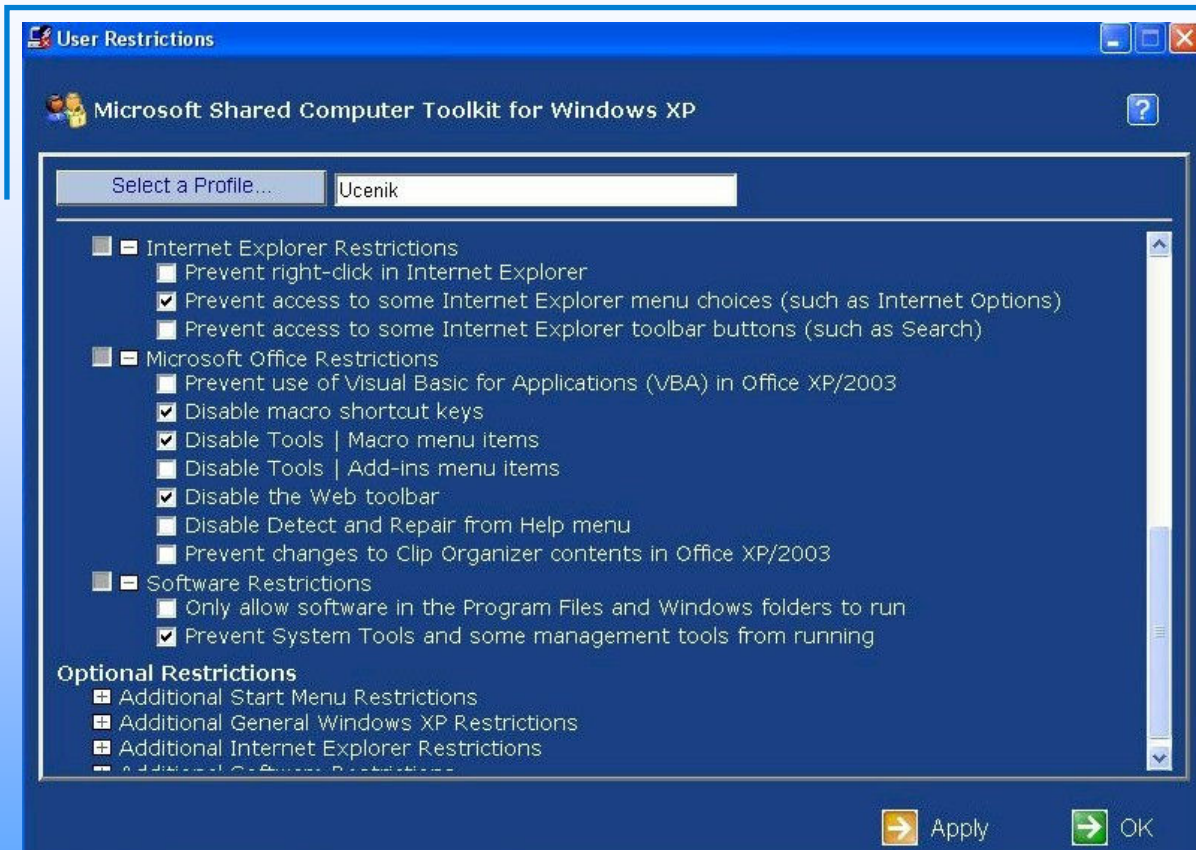 User Restrictions
Microsoft Shared Computer Toolkit for Windows XP
?
Select a Profile... Ucenik
Internet Explorer Restrictions
Prevent right-click in Internet Explorer
Prevent access to some Internet Explorer menu choices (such as Internet Options)
Prevent access to some Internet Explorer toolbar buttons (such as Search)
Microsoft Office Restrictions
Prevent use of Visual Basic for Applications (VBA) in Office XP/2003
Disable macro shortcut keys
Disable Tools | Macro menu items
Disable Tools | Add-ins menu items
Disable the Web toolbar
Disable Detect and Repair from Help menu
Prevent changes to Clip Organizer contents in Office XP/2003
Software Restrictions
Only allow software in the Program Files and Windows folders to run
Prevent System Tools and some management tools from running
Optional Restrictions
Additional Start Menu Restrictions
Additional General Windows XP Restrictions
Additional Internet Explorer Restrictions
Additional Software Restrictions
Apply
OK